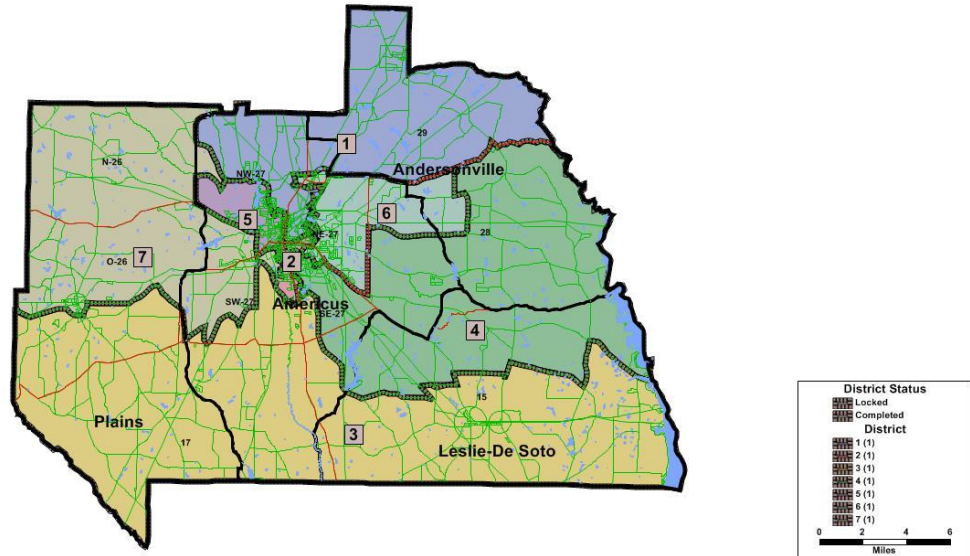 1
29
N-26
Andersonville
NW-27
5
6
NE-27
28
7
O-26
2
SW-27
Americus
SE-27
4
15
Plains
17
3
Leslie-De Soto
District Status
Locked
Completed
District
1 (1)
2 (1)
3 (1)
4 (1)
5 (1)
6 (1)
7 (1)
0 2 4 6
Miles